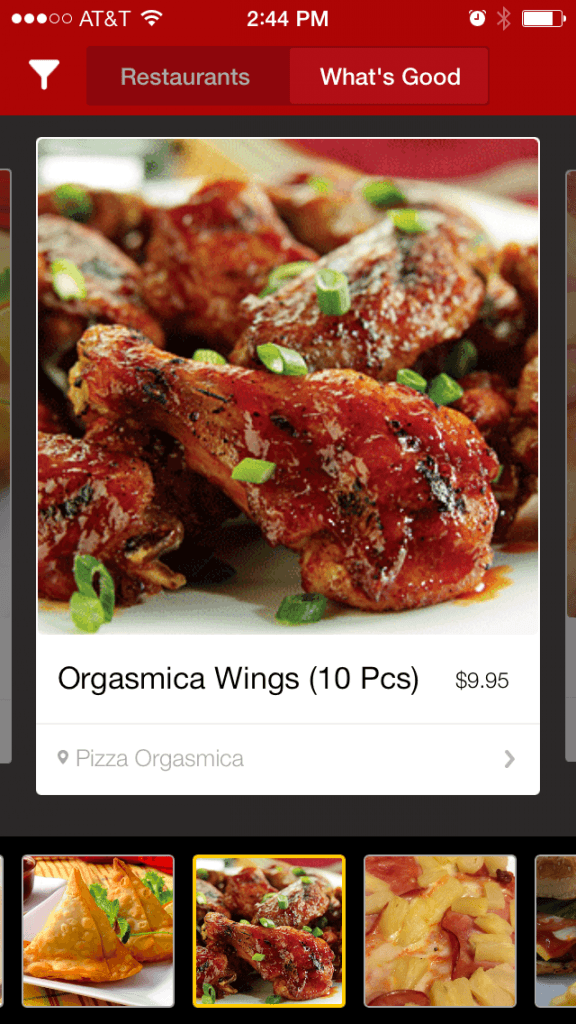 AT&T 2:44 PM
Restaurants What's Good
Orgasmica Wings (10 Pcs) $9.95
Pizza Orgasmica